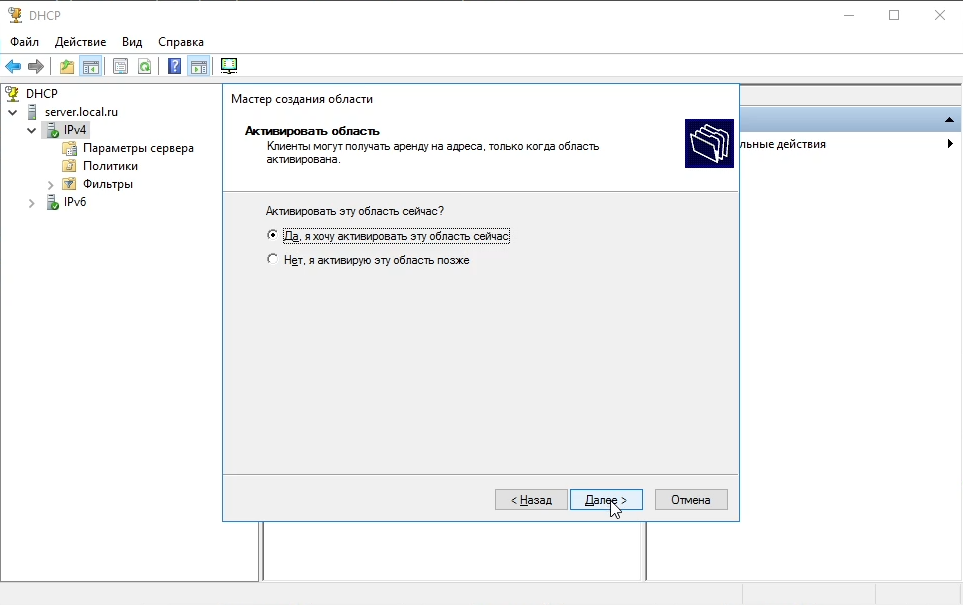 DHCP
Файл Действие Вид Справка
DHCP
server.local.ru
IPv4
Параметры сервера
Политики
Фильтры
IPv6
Мастер создания области
Активировать область
Клиенты могут получать аренду на адреса, только когда область
активирована.
Активировать эту область сейчас?
Да, я хочу активировать эту область сейчас
Нет, я активирую эту область позже
< Назад Далее > Отмена
действия